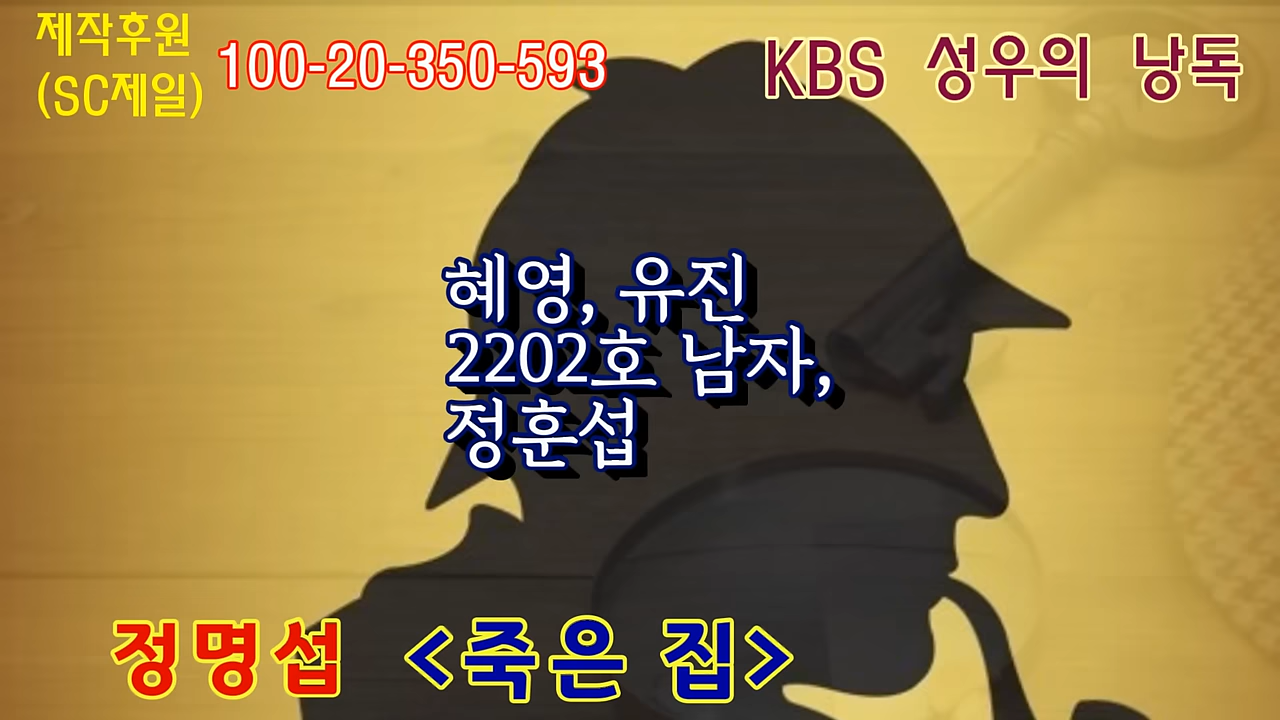 제작후원
(SC제일)
100-20-350-593
KBS 성우의 낭독
혜영, 유진
2202호 남자,
정훈섭
정명섭 <죽은 집>